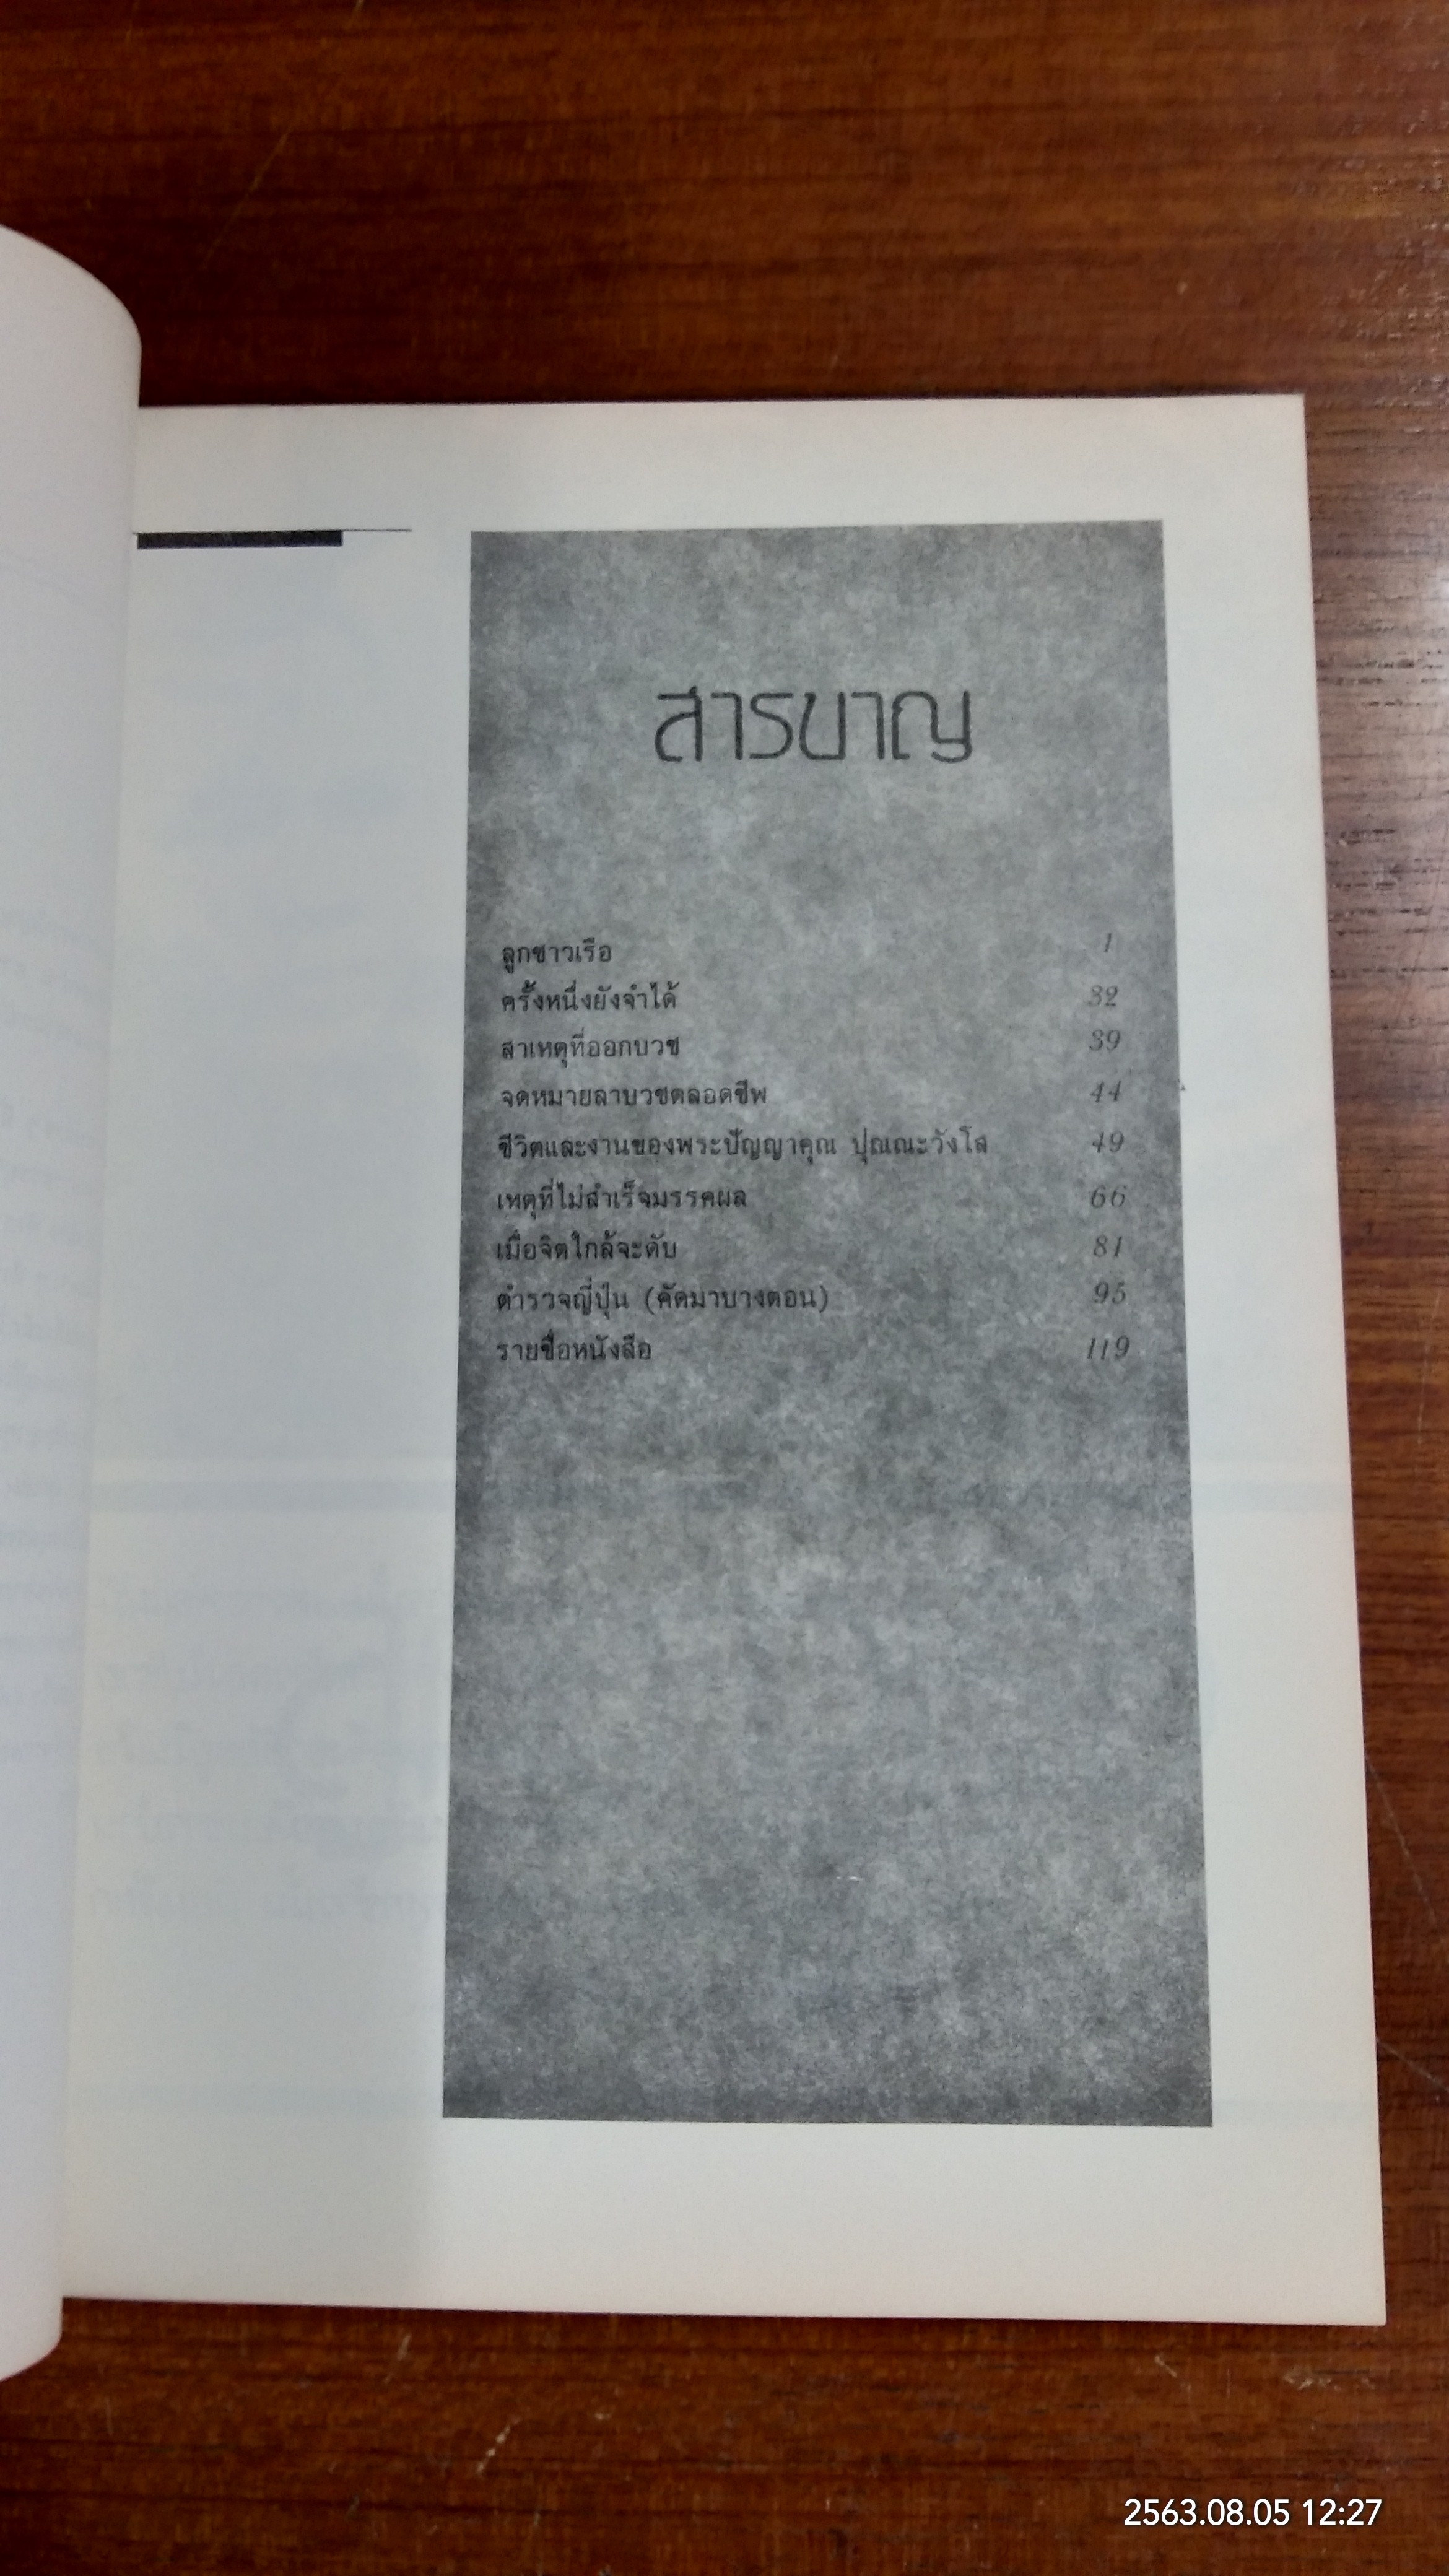 สารบาญ
ลูกชาวเรือ 1
ครั้งหนึ่งยังจำได้ 32
สาเหตุที่ออกบวช 39
จดหมายลาบวชตลอดชีพ 44
ชีวิตและงานของพระปัญญาคุณ ปุณณะวังโส 49
เหตุที่ไม่สำเร็จมรรคผล 66
เมื่อจิตใกล้จะดับ 81
ตำรวจญี่ปุ่น (คัดมาบางตอน) 95
รายชื่อหนังสือ 119
2563.08.05 12:27